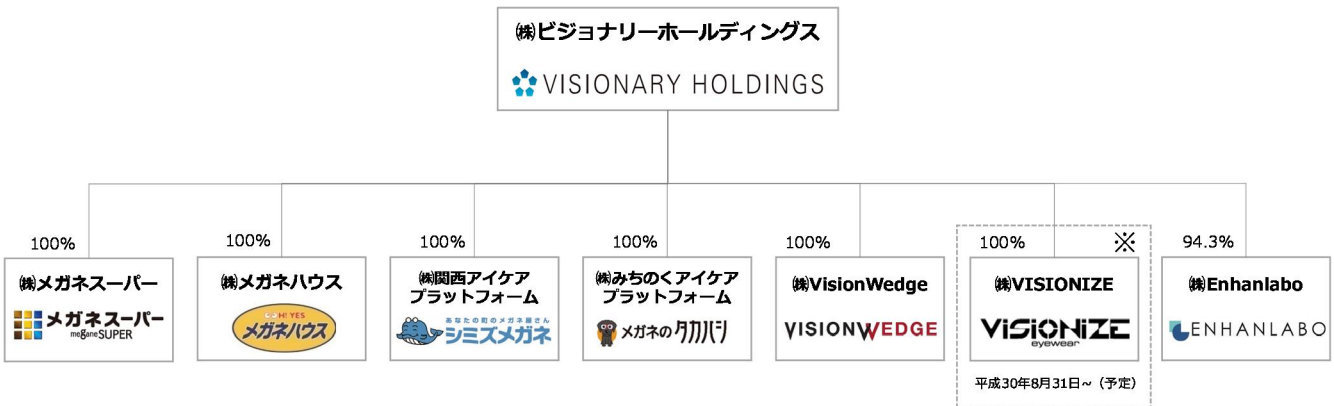 ㈱ビジョナリーホールディングス
VISIONARY HOLDINGS
100%
100%
100%
100%
100%
100%
※
94.3%
㈱メガネスーパー
メガネスーパー
meganeSUPER
㈱メガネハウス
OH! YES
メガネハウス
㈱関西アイケア
プラットフォーム
あなたの町のメガネ屋さん
シミズメガネ
㈱みちのくアイケア
プラットフォーム
メガネのタカハシ
㈱VisionWedge
VISIONWEDGE
㈱VISIONIZE
ViSiONiZE
eyewear
平成30年8月31日~（予定）
㈱Enhanlabo
ENHANLABO